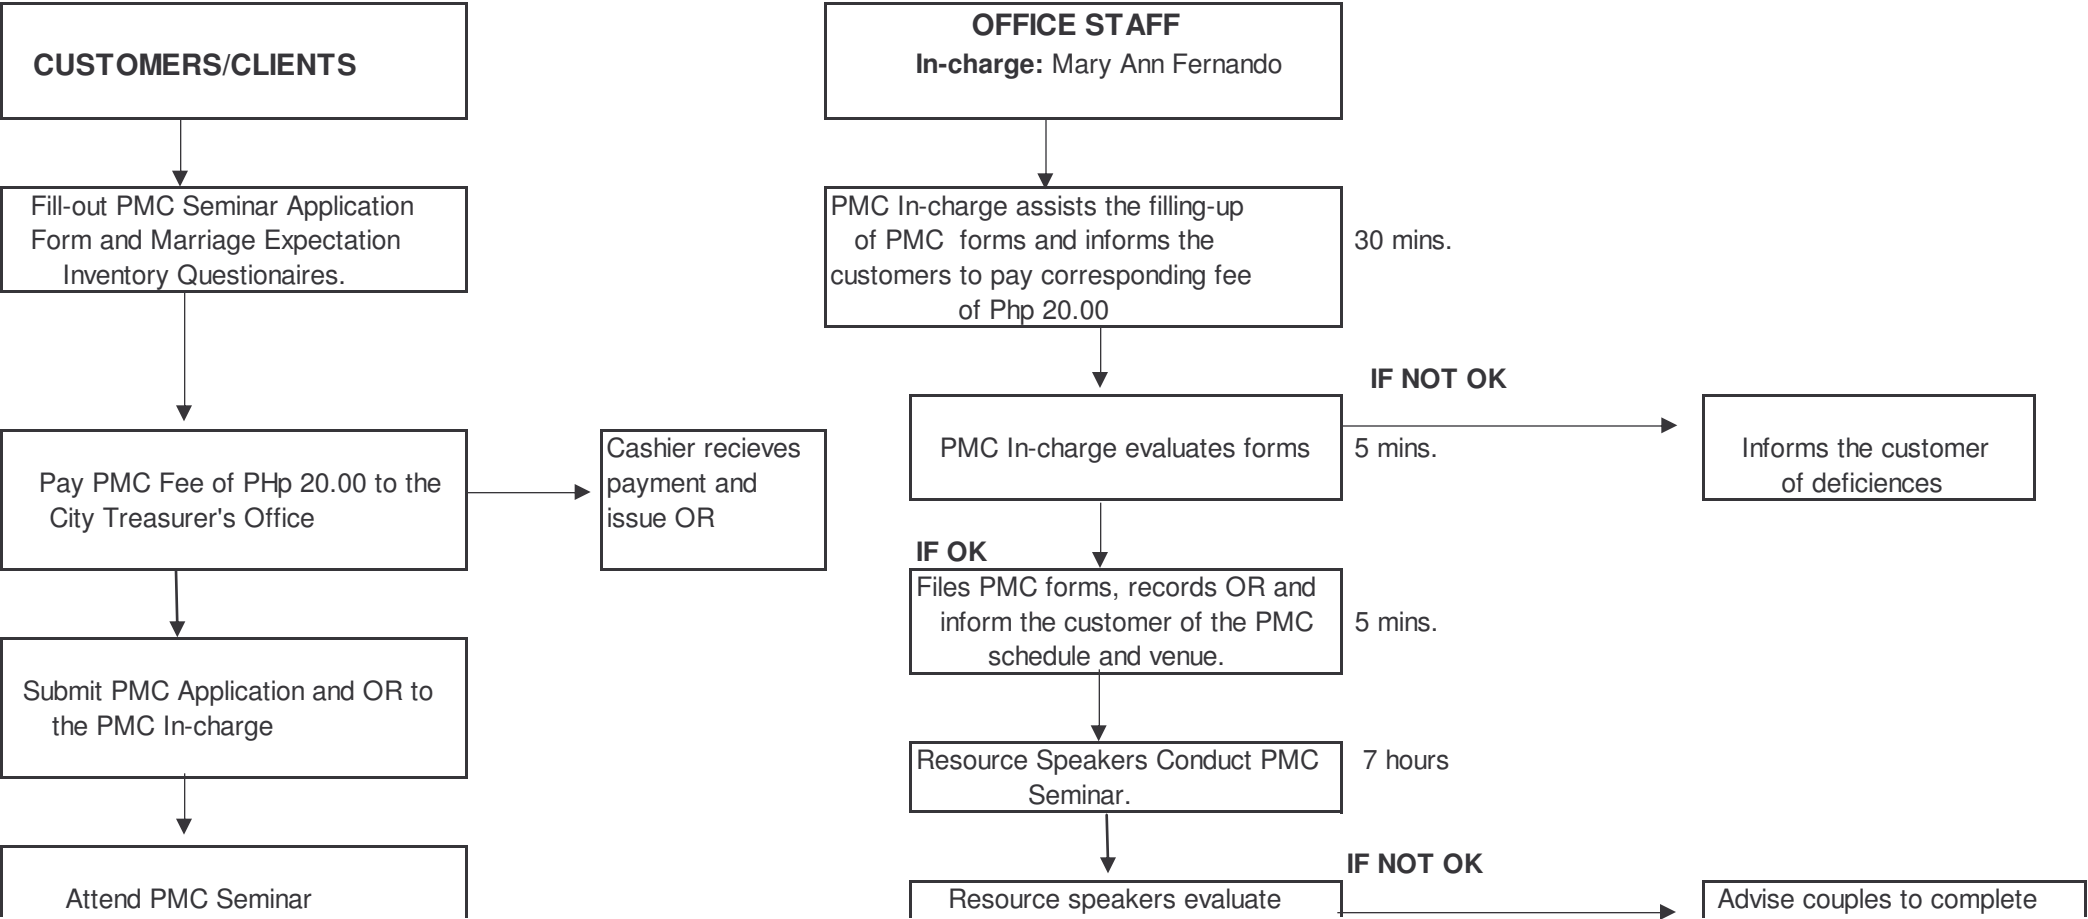 CUSTOMERS/CLIENTS
OFFICE STAFF
In-charge: Mary Ann Fernando
Fill-out PMC Seminar Application
Form and Marriage Expectation
Inventory Questionaires.
PMC In-charge assists the filling-up
of PMC forms and informs the
customers to pay corresponding fee
of Php 20.00
30 mins.
IF NOT OK
Pay PMC Fee of PHp 20.00 to the
City Treasurer's Office
Cashier recieves
payment and
issue OR
PMC In-charge evaluates forms
5 mins.
Informs the customer
of deficiences
IF OK
Files PMC forms, records OR and
inform the customer of the PMC
schedule and venue.
5 mins.
Submit PMC Application and OR to
the PMC In-charge
Resource Speakers Conduct PMC
Seminar.
7 hours
IF NOT OK
Attend PMC Seminar
Resource speakers evaluate
Advise couples to complete